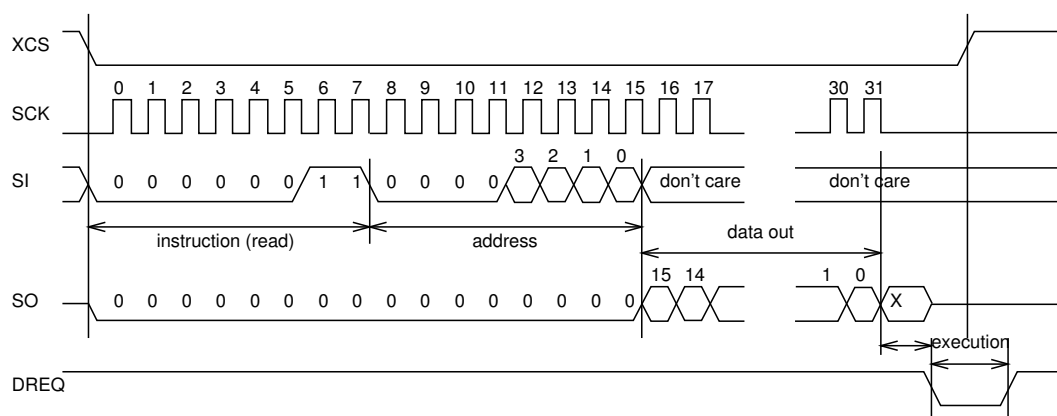 XCS
0 1 2 3 4 5 6 7 8 9 10 11 12 13 14 15 16 17 30 31
SCK
3 2 1 0
SI 0 0 0 0 0 0 1 1 0 0 0 0 don't care don't care
instruction (read) address data out
15 14 1 0
SO 0 0 0 0 0 0 0 0 0 0 0 0 0 0 0 0 X
execution
DREQ